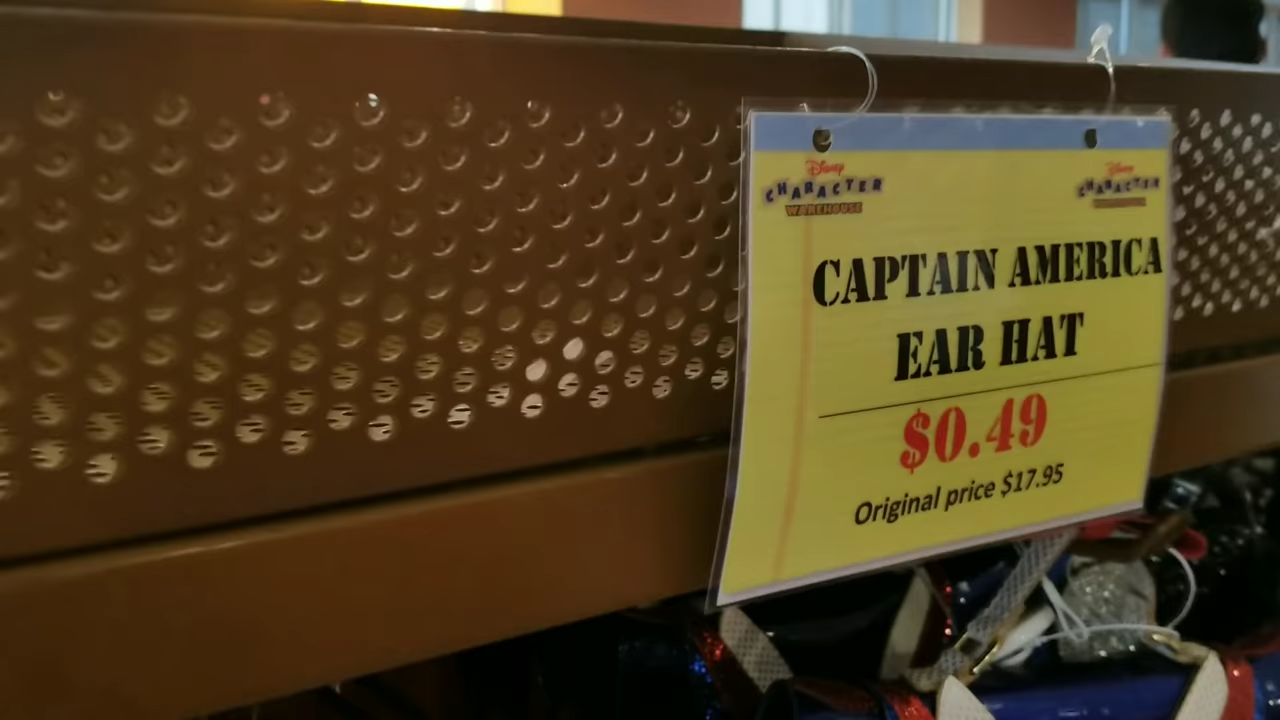 Disney
CHARACTER
WAREHOUSE
Disney
CHARACTER
WAREHOUSE
CAPTAIN AMERICA
EAR HAT
$0.49
Original price $17.95